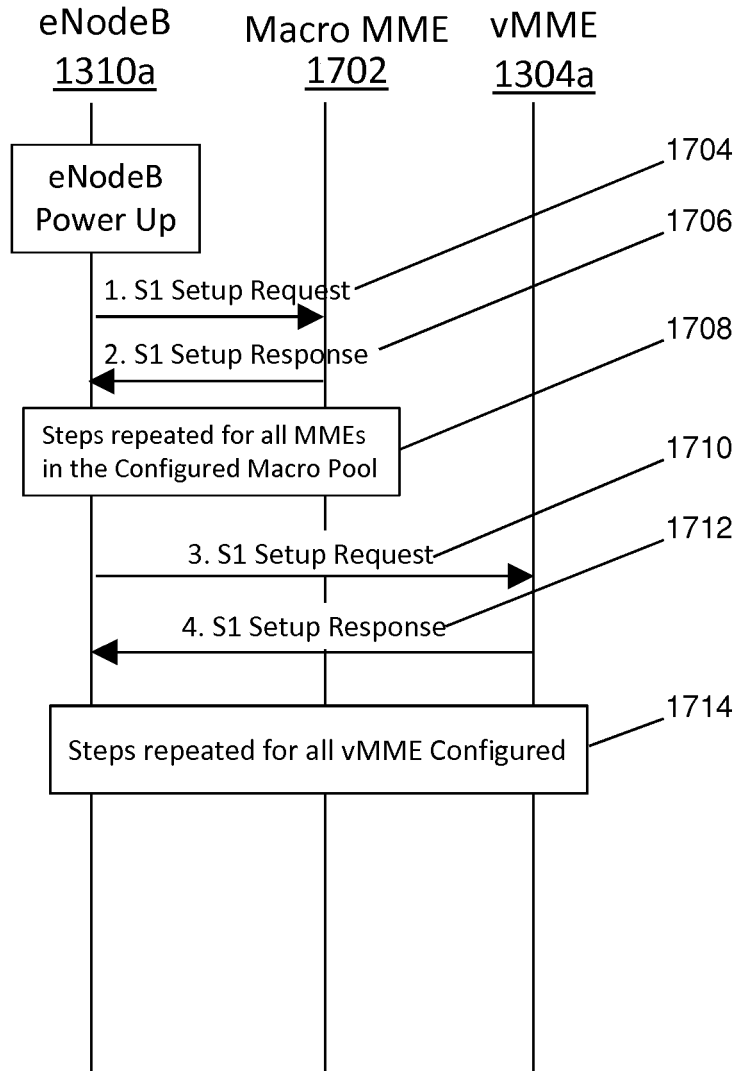 eNodeB
1310a
Macro MME
1702
vMME
1304a
eNodeB
Power Up
1704
1706
1. S1 Setup Request
2. S1 Setup Response
1708
Steps repeated for all MMEs
in the Configured Macro Pool
1710
3. S1 Setup Request
1712
4. S1 Setup Response
1714
Steps repeated for all vMME Configured